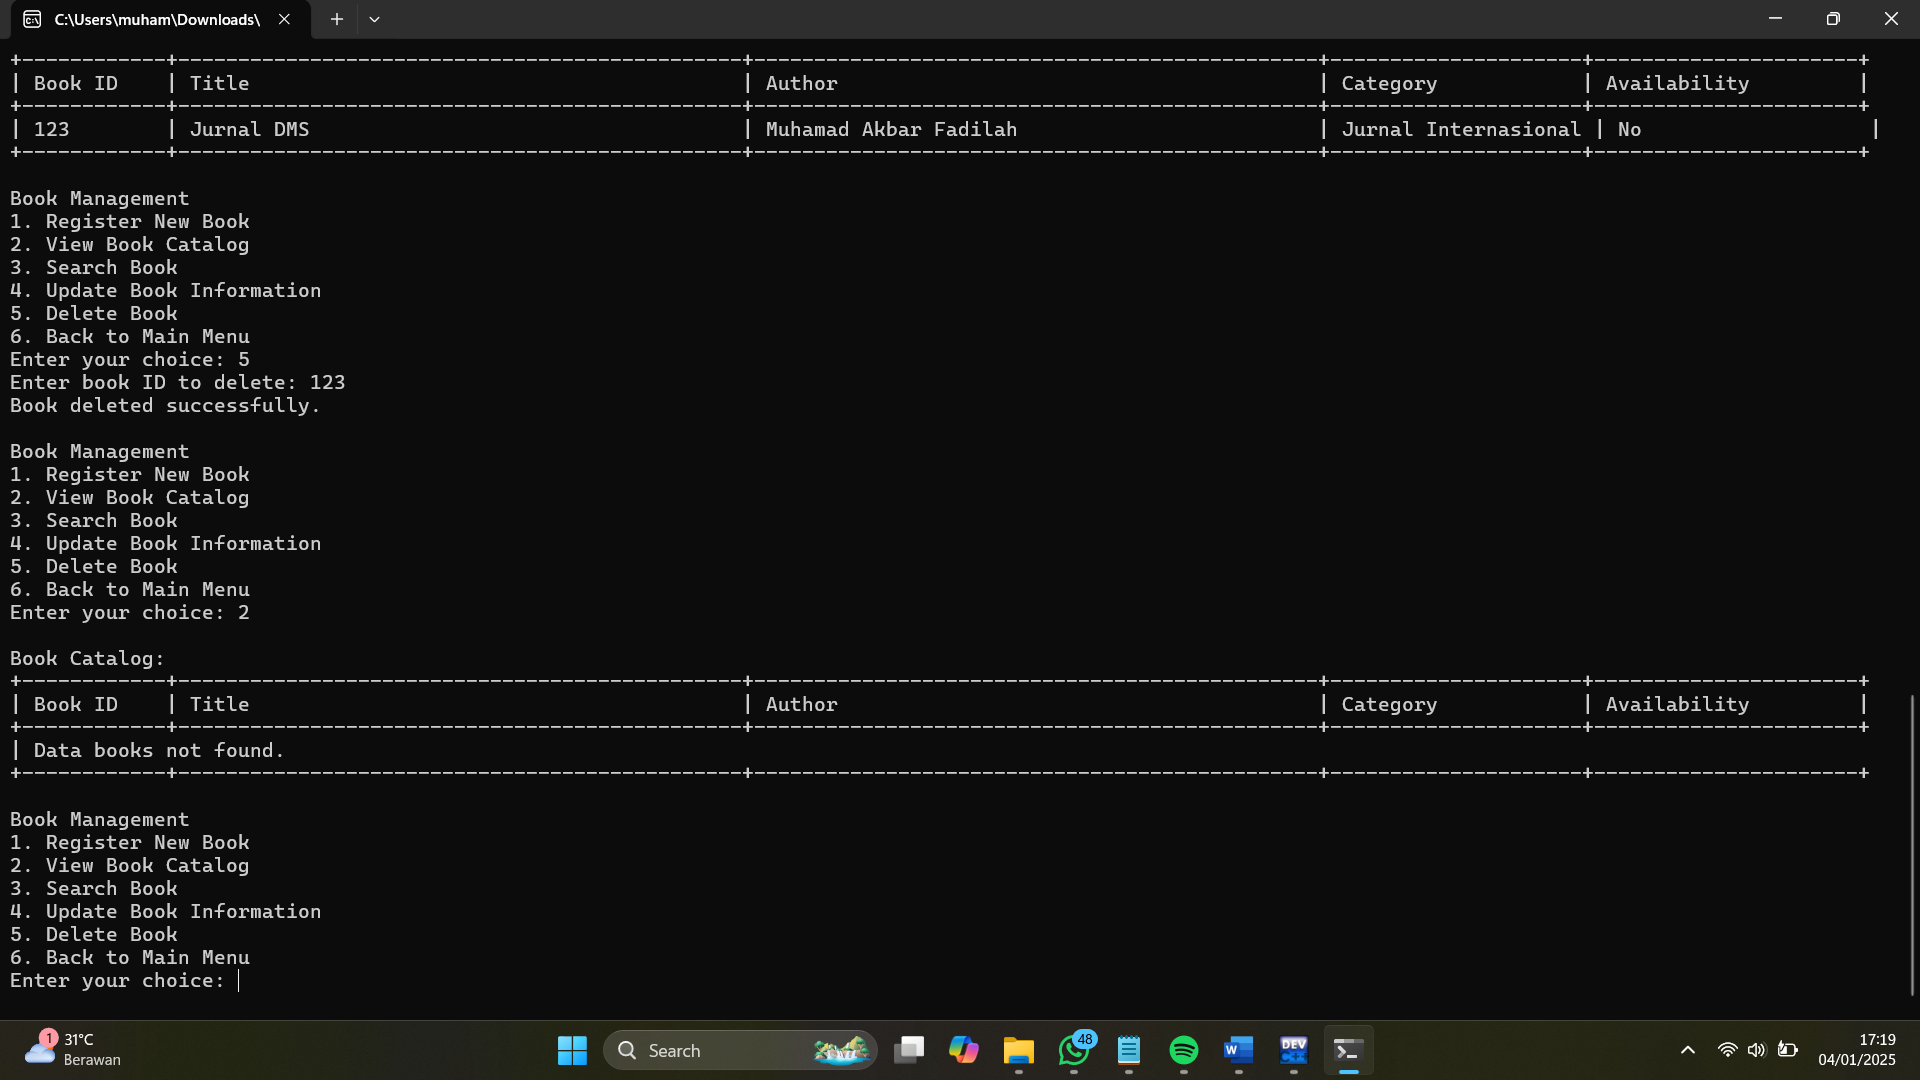 C:\Users\muham\Downloads\
+------------+-----------------------------------------------+-----------------------------------------------+---------------------+----------------------+
| Book ID    | Title                                         | Author                                        | Category            | Availability         |
+------------+-----------------------------------------------+-----------------------------------------------+---------------------+----------------------+
| 123        | Jurnal DMS                                    | Muhamad Akbar Fadilah                         | Jurnal Internasional | No                   |
+------------+-----------------------------------------------+-----------------------------------------------+---------------------+----------------------+
Book Management
1. Register New Book
2. View Book Catalog
3. Search Book
4. Update Book Information
5. Delete Book
6. Back to Main Menu
Enter your choice: 5
Enter book ID to delete: 123
Book deleted successfully.
Book Management
1. Register New Book
2. View Book Catalog
3. Search Book
4. Update Book Information
5. Delete Book
6. Back to Main Menu
Enter your choice: 2
Book Catalog:
+------------+-----------------------------------------------+-----------------------------------------------+---------------------+----------------------+
| Book ID    | Title                                         | Author                                        | Category            | Availability         |
+------------+-----------------------------------------------+-----------------------------------------------+---------------------+----------------------+
| Data books not found.
+------------+-----------------------------------------------+-----------------------------------------------+---------------------+----------------------+
Book Management
1. Register New Book
2. View Book Catalog
3. Search Book
4. Update Book Information
5. Delete Book
6. Back to Main Menu
Enter your choice:
1
31°C
Berawan
Search
48
W
DEV
17:19
04/01/2025